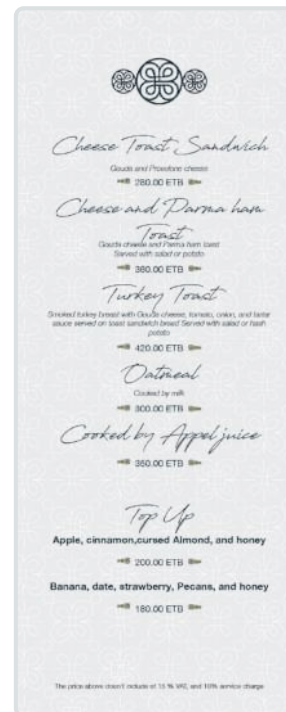 Cheese Toast Sandwich
Gouda and Provolone cheese
280.00 ETB
Cheese and Parma ham
Toast
Gouda cheese and Parma ham toast
Served with salad or potato
380.00 ETB
Turkey Toast
Smoked turkey breast with Gouda cheese, tomato, onion, and tartar
sauce served on toast sandwich bread Served with salad or hash
potato
420.00 ETB
Oatmeal
Cooked by milk
300.00 ETB
Cooked by Appel juice
350.00 ETB
Top Up
Apple, cinnamon,cursed Almond, and honey
200.00 ETB
Banana, date, strawberry, Pecans, and honey
180.00 ETB
The price above doesn't include of 15 % VAT, and 10% service charge